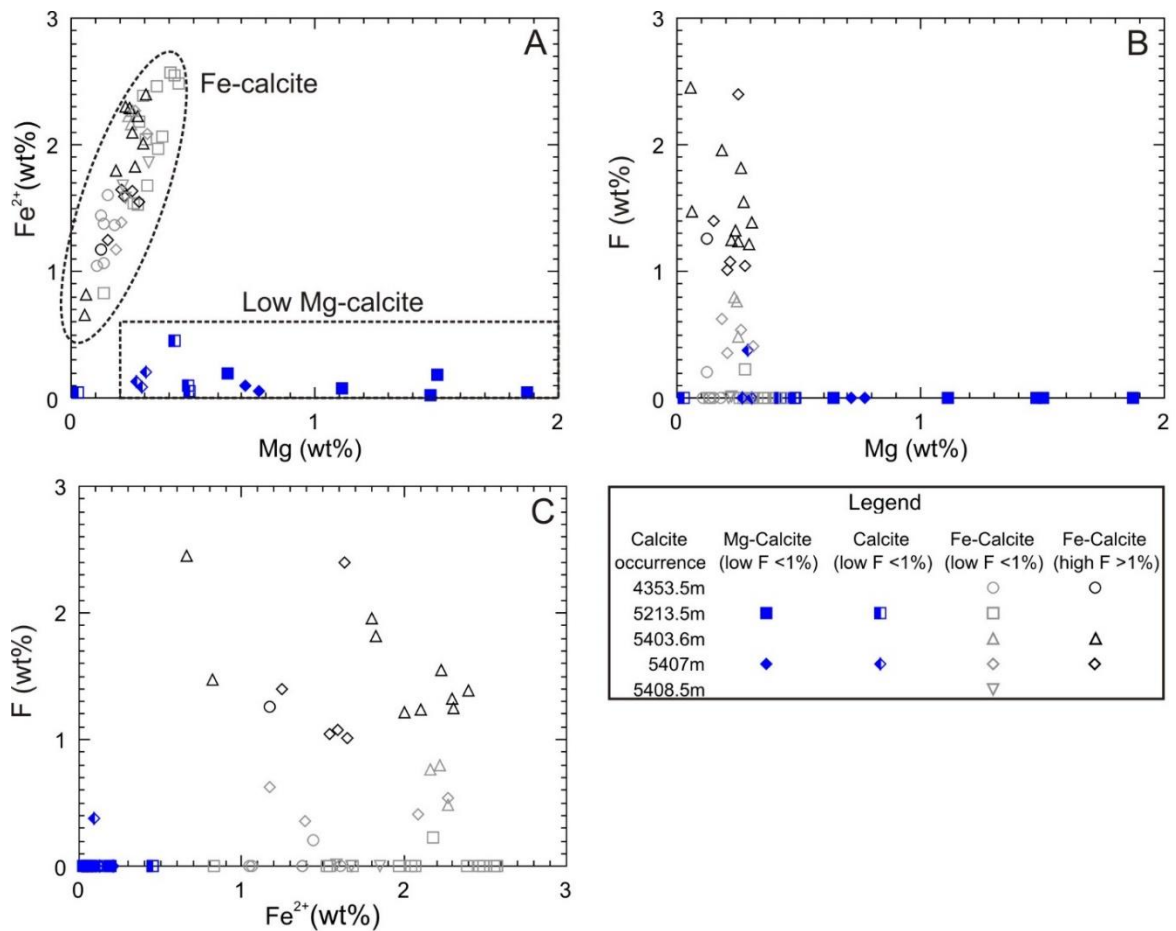 3
A
Fe-calcite
2
Fe2+(wt%)
1
Low Mg-calcite
0
0
1
2
Mg (wt%)
3
B
2
F (wt%)
1
0
0
1
2
Mg (wt%)
3
C
2
F (wt%)
1
0
0
1
2
3
Fe2+(wt%)
Legend
Calcite Mg-Calcite Calcite Fe-Calcite Fe-Calcite
occurrence (low F <1%) (low F <1%) (low F <1%) (high F >1%)
4353.5m
5213.5m
5403.6m
5407m
5408.5m